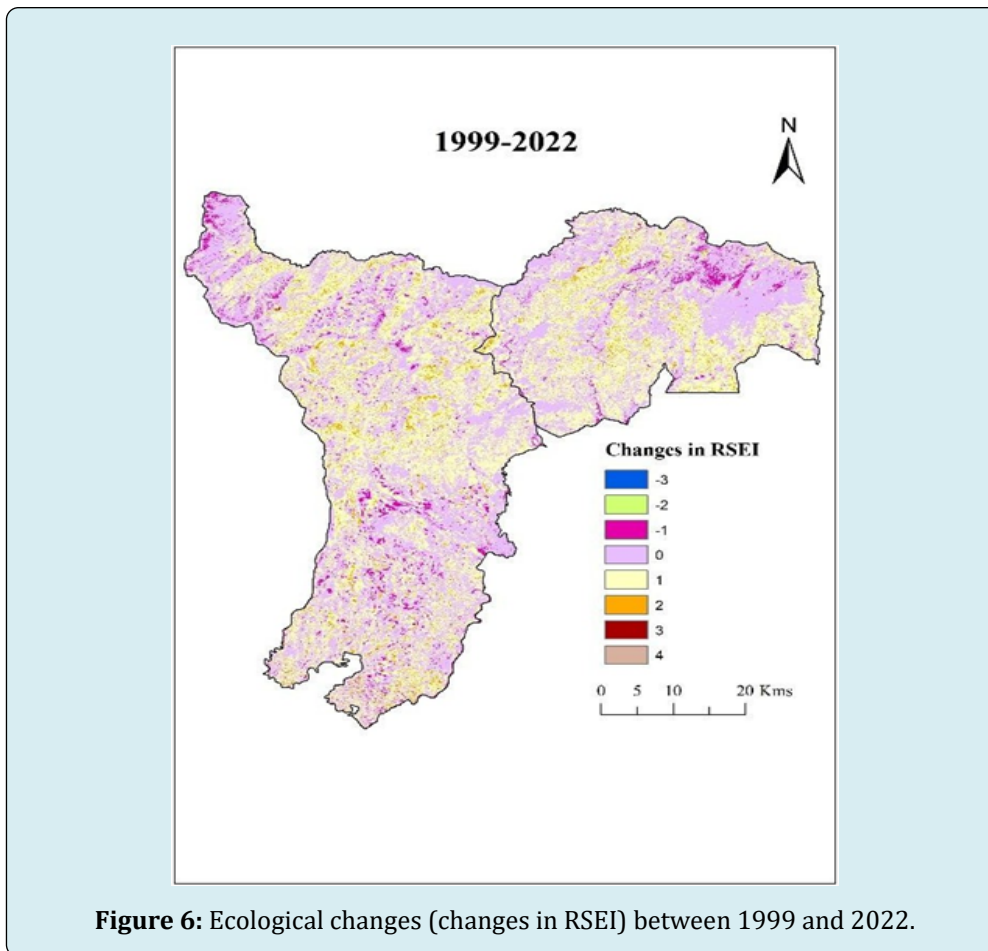 1999-2022
N
Changes in RSEI
-3
-2
-1
0
1
2
3
4
0 5 10 20 Kms
Figure 6: Ecological changes (changes in RSEI) between 1999 and 2022.